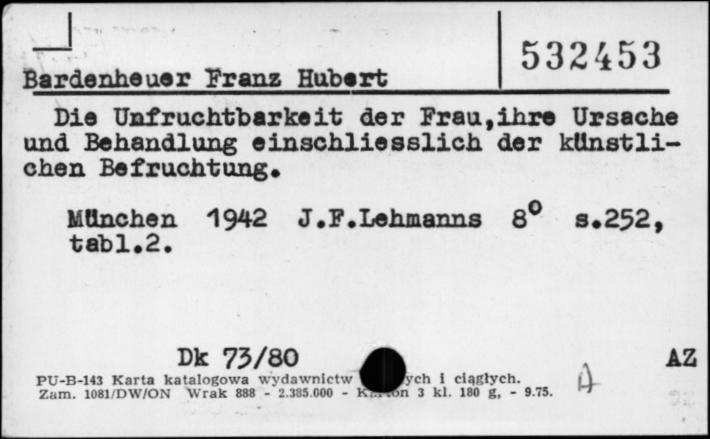 532453
Bardenheuer Franz Hubert
Die Unfruchtbarkeit der Frau,ihre Ursache
und Behandlung einschliesslich der künstli-
chen Befruchtung.
München 1942 J.F.Lehmanns 8⁰ s.252,
tabl.2.
Dk 73/80
AZ
PU-B-143 Karta katalogowa wydawnictw ych i ciągłych.
Zam. 1081/DW/ON Wrak 888 - 2.385.000 - K on 3 kl. 180 g, - 9.75.